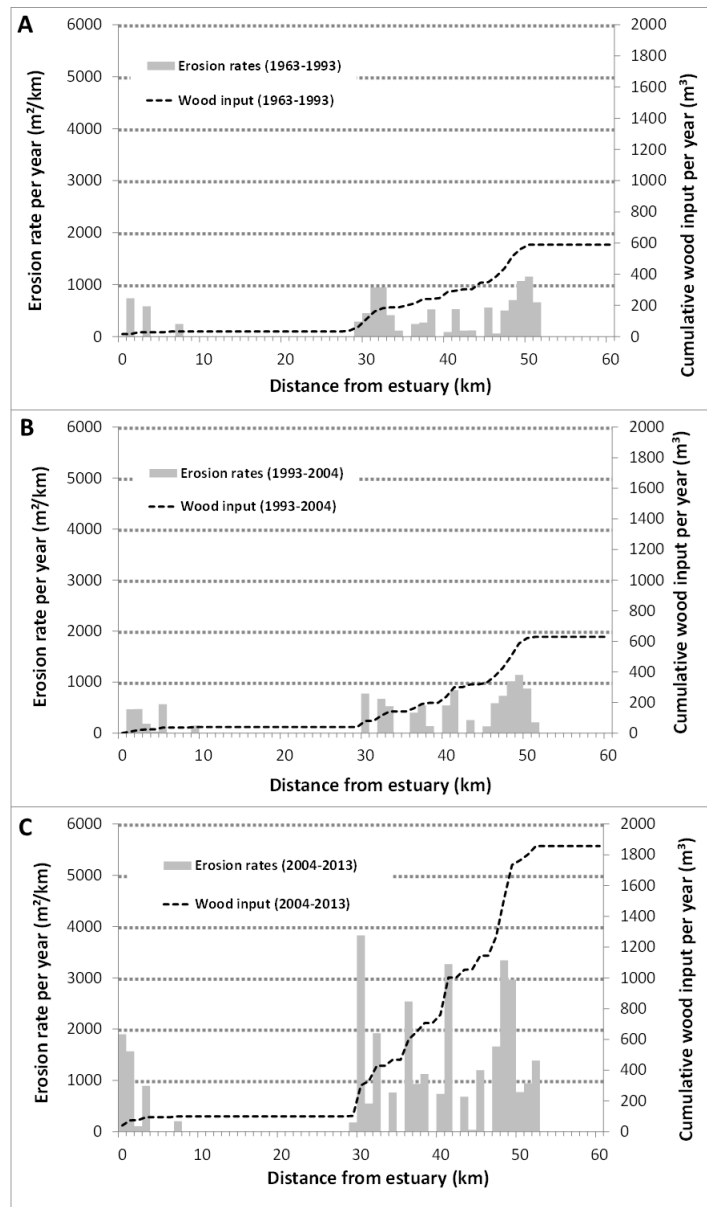 A
Erosion rate per year (m²/km)
6000
5000
4000
3000
2000
1000
0
Erosion rates (1963-1993)
Wood input (1963-1993)
2000
1800
1600
1400
1200
1000
800
600
400
200
0
Cumulative wood input per year (m³)
0 10 20 30 40 50 60
Distance from estuary (km)
B
Erosion rate per year (m²/km)
6000
5000
4000
3000
2000
1000
0
Erosion rates (1993-2004)
Wood input (1993-2004)
2000
1800
1600
1400
1200
1000
800
600
400
200
0
Cumulative wood input per year (m³)
0 10 20 30 40 50 60
Distance from estuary (km)
C
Erosion rate per year (m²/km)
6000
5000
4000
3000
2000
1000
0
Erosion rates (2004-2013)
Wood input (2004-2013)
2000
1800
1600
1400
1200
1000
800
600
400
200
0
Cumulative wood input per year (m³)
0 10 20 30 40 50 60
Distance from estuary (km)